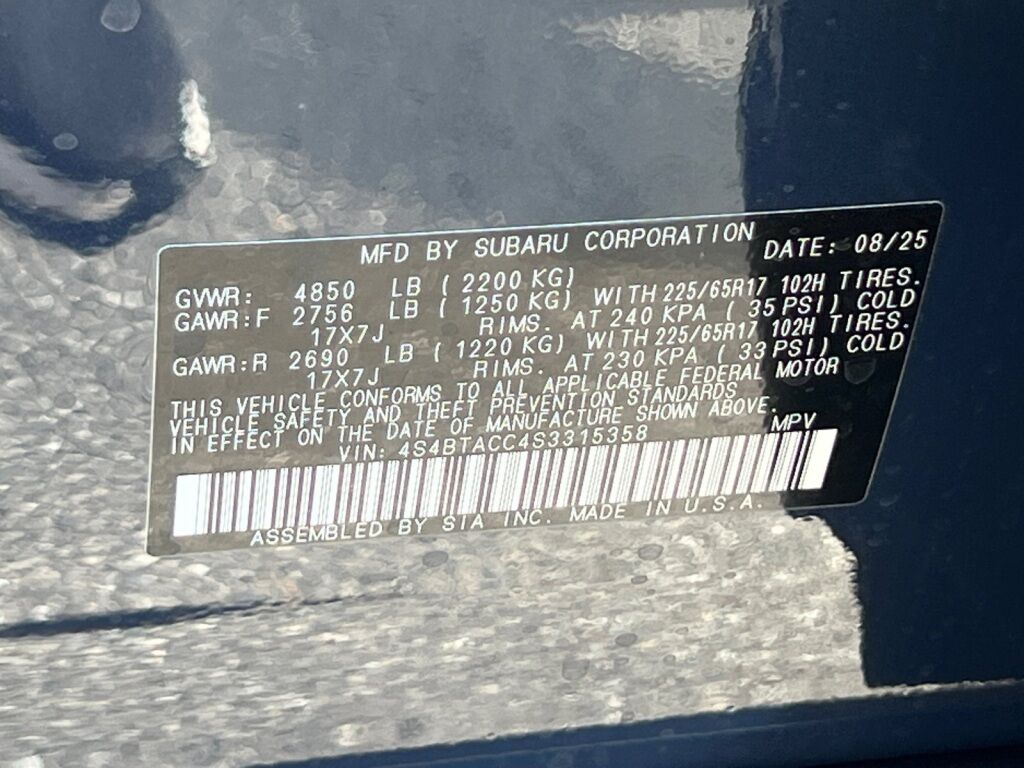 MFD BY SUBARU CORPORATION DATE: 08/25
GVWR: 4850 LB ( 2200 KG)
GAWR:F 2756 LB ( 1250 KG) WITH 225/65R17 102H TIRES.
17X7J RIMS. AT 240 KPA ( 35 PSI) COLD
GAWR:R 2690 LB ( 1220 KG) WITH 225/65R17 102H TIRES.
17X7J RIMS. AT 230 KPA ( 33 PSI) COLD
THIS VEHICLE CONFORMS TO ALL APPLICABLE FEDERAL MOTOR
VEHICLE SAFETY AND THEFT PREVENTION STANDARDS
IN EFFECT ON THE DATE OF MANUFACTURE SHOWN ABOVE.
VIN: 4S4BTACC4S3315358 MPV
ASSEMBLED BY SIA INC. MADE IN U.S.A.